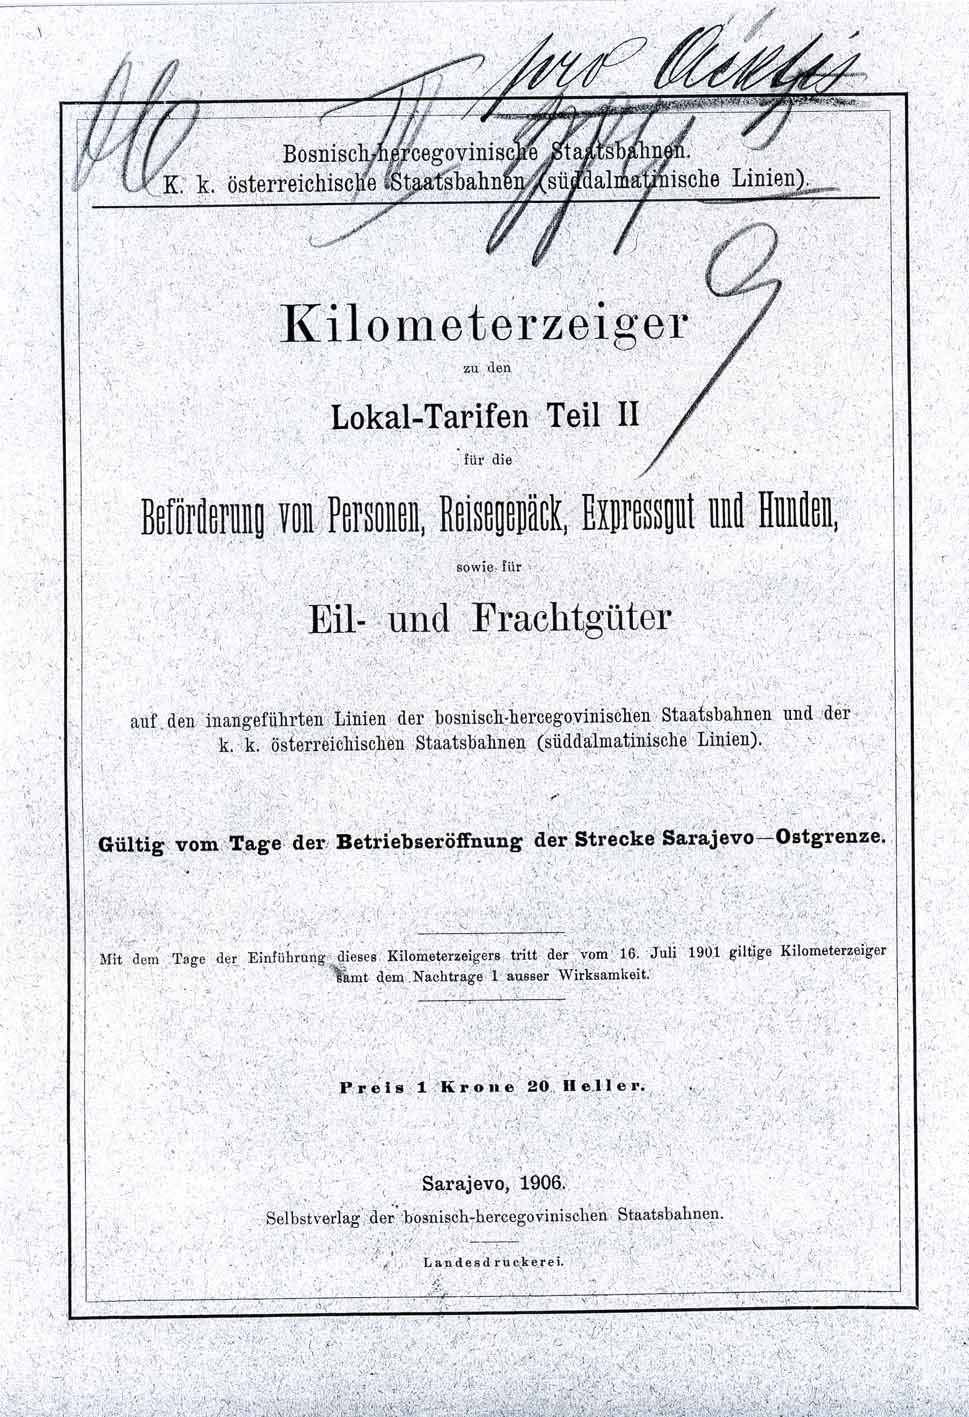 pro
II
Bosnisch-hercegovinische Staatsbahnen.
K. k. österreichische Staatsbahnen (süddalmatinische Linien).
Kilometerzeiger
zu den
Lokal-Tarifen Teil II
für die
Beförderung von Personen, Reisegepäck, Expressgut und Hunden,
sowie für
Eil- und Frachtgüter
auf den inangeführten Linien der bosnisch-hercegovinischen Staatsbahnen und der
k. k. österreichischen Staatsbahnen (süddalmatinische Linien).
Gültig vom Tage der Betriebseröffnung der Strecke Sarajevo—Ostgrenze.
Mit dem Tage der Einführung dieses Kilometerzeigers tritt der vom 16. Juli 1901 giltige Kilometerzeiger
samt dem Nachtrage 1 ausser Wirksamkeit.
Preis 1 Krone 20 Heller.
Sarajevo, 1906.
Selbstverlag der bosnisch-hercegovinischen Staatsbahnen.
Landesdruckerei.